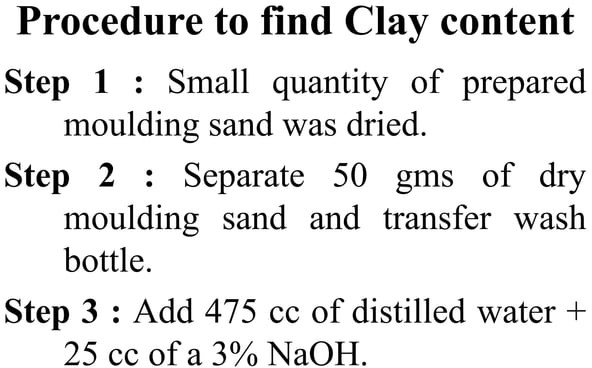 Procedure to find Clay content
Step 1 : Small quantity of prepared
moulding sand was dried.
Step 2 : Separate 50 gms of dry
moulding sand and transfer wash
bottle.
Step 3 : Add 475 cc of distilled water +
25 cc of a 3% NaOH.